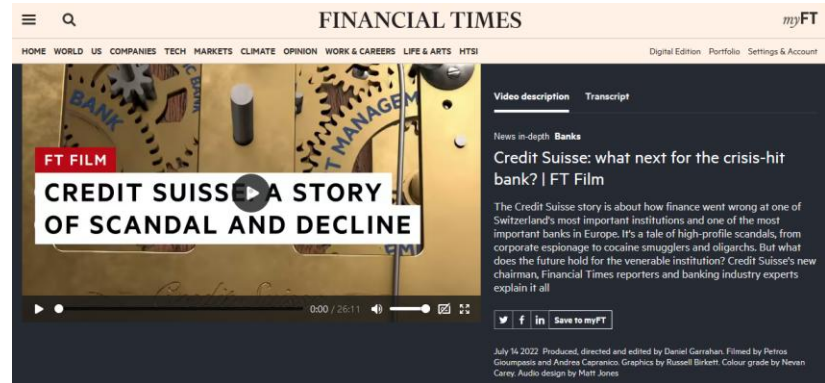 FINANCIAL TIMES
myFT
HOME WORLD US COMPANIES TECH MARKETS CLIMATE OPINION WORK & CAREERS LIFE & ARTS HTSI
Digital Edition Portfolio Settings & Account
BANK
MANAGEM
FT FILM
CREDIT SUISSE: A STORY
OF SCANDAL AND DECLINE
0:00 / 26:11
Video description Transcript
News in-depth Banks
Credit Suisse: what next for the crisis-hit
bank? | FT Film
The Credit Suisse story is about how finance went wrong at one of
Switzerland's most important institutions and one of the most
important banks in Europe. It's a tale of high-profile scandals, from
corporate espionage to cocaine smugglers and oligarchs. But what
does the future hold for the venerable institution? Credit Suisse's new
chairman, Financial Times reporters and banking industry experts
explain it all
Save to myFT
July 14 2022 Produced, directed and edited by Daniel Garrahan. Filmed by Petros
Gioumpasis and Andrea Capranico. Graphics by Russell Birkett. Colour grade by Nevan
Carey. Audio design by Matt Jones